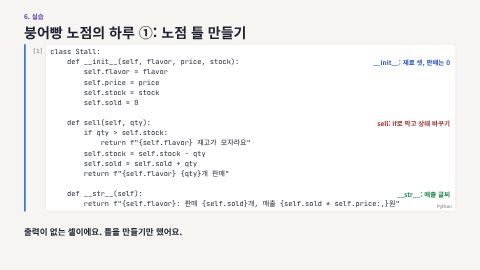 6. 실습
붕어빵 노점의 하루 ①: 노점 틀 만들기
[1] class Stall:
    def __init__(self, flavor, price, stock):
        self.flavor = flavor
        self.price = price
        self.stock = stock
        self.sold = 0
__init__: 재료 셋, 판매는 0
    def sell(self, qty):
        if qty > self.stock:
            return f"{self.flavor} 재고가 모자라요"
        self.stock = self.stock - qty
        self.sold = self.sold + qty
        return f"{self.flavor} {qty}개 판매"
sell: if로 막고 상태 바꾸기
    def __str__(self):
        return f"{self.flavor}: 판매 {self.sold}개, 매출 {self.sold * self.price:,}원"
__str__: 매출 글씨
Python
출력이 없는 셀이에요. 틀을 만들기만 했어요.